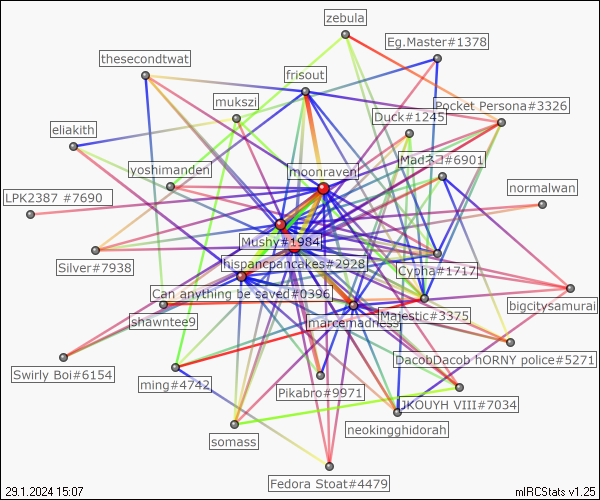 zebula
Eg.Master#1378
thesecondtwat
frisout
mukszi
Pocket Persona#3326
Duck#1245
eliakith
Madネコ#6901
yoshimanden
moonraven
LPK2387 #7690
normalwan
Mushy#1984
hispancpancakes#2928
Silver#7938
Cypha#1717
Can anything be saved#0396
bigcitysamurai
shawntee9
marcemadness
Majestic#3375
DacobDacob hORNY police#5271
Swirly Boi#6154
ming#4742
Pikabro#9971
JKOUYH VIII#7034
neokingghidorah
somass
Fedora Stoat#4479
29.1.2024 15:07
mIRCStats v1.25